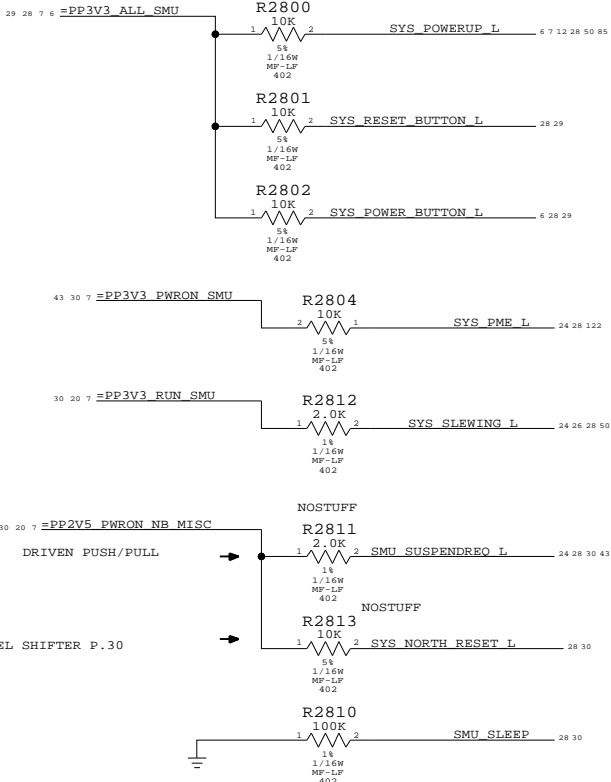 R2800
29 28 7 6 =PP3V3_ALL_SMU
10K
1 2 SYS_POWERUP_L 6 7 12 28 50 85
5%
1/16W
MF-LF
402
R2801
10K
1 2 SYS_RESET_BUTTON_L 28 29
5%
1/16W
MF-LF
402
R2802
10K
1 2 SYS_POWER_BUTTON_L 6 28 29
5%
1/16W
MF-LF
402
43 30 7 =PP3V3_PWRON_SMU
R2804
10K
2 1 SYS_PME_L 24 28 122
5%
1/16W
MF-LF
402
30 20 7 =PP3V3_RUN_SMU
R2812
2.0K
1 2 SYS_SLEWING_L 24 26 28 50
1%
1/16W
MF-LF
402
NOSTUFF
30 20 7 =PP2V5_PWRON_NB_MISC
R2811
2.0K
DRIVEN PUSH/PULL
1 2 SMU_SUSPENDREQ_L 24 28 30 43
1%
1/16W
MF-LF
402
NOSTUFF
R2813
10K
EL SHIFTER P.30
1 2 SYS_NORTH_RESET_L 28 30
5%
1/16W
MF-LF
402
R2810
100K
1 2 SMU_SLEEP 28 30
1%
1/16W
MF-LF
402